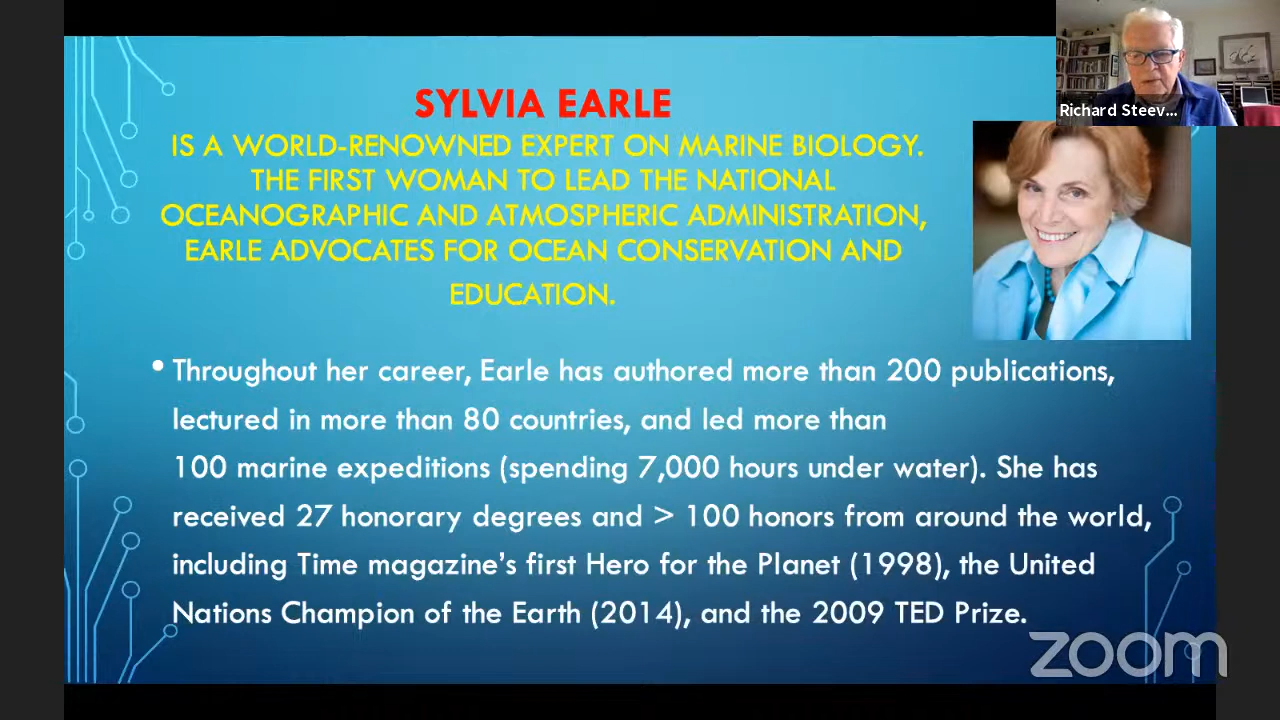 SYLVIA EARLE
IS A WORLD-RENOWNED EXPERT ON MARINE BIOLOGY.
THE FIRST WOMAN TO LEAD THE NATIONAL
OCEANOGRAPHIC AND ATMOSPHERIC ADMINISTRATION,
EARLE ADVOCATES FOR OCEAN CONSERVATION AND
EDUCATION.
Richard Steev...
• Throughout her career, Earle has authored more than 200 publications,
lectured in more than 80 countries, and led more than
100 marine expeditions (spending 7,000 hours under water). She has
received 27 honorary degrees and > 100 honors from around the world,
including Time magazine's first Hero for the Planet (1998), the United
Nations Champion of the Earth (2014), and the 2009 TED Prize.
zoom